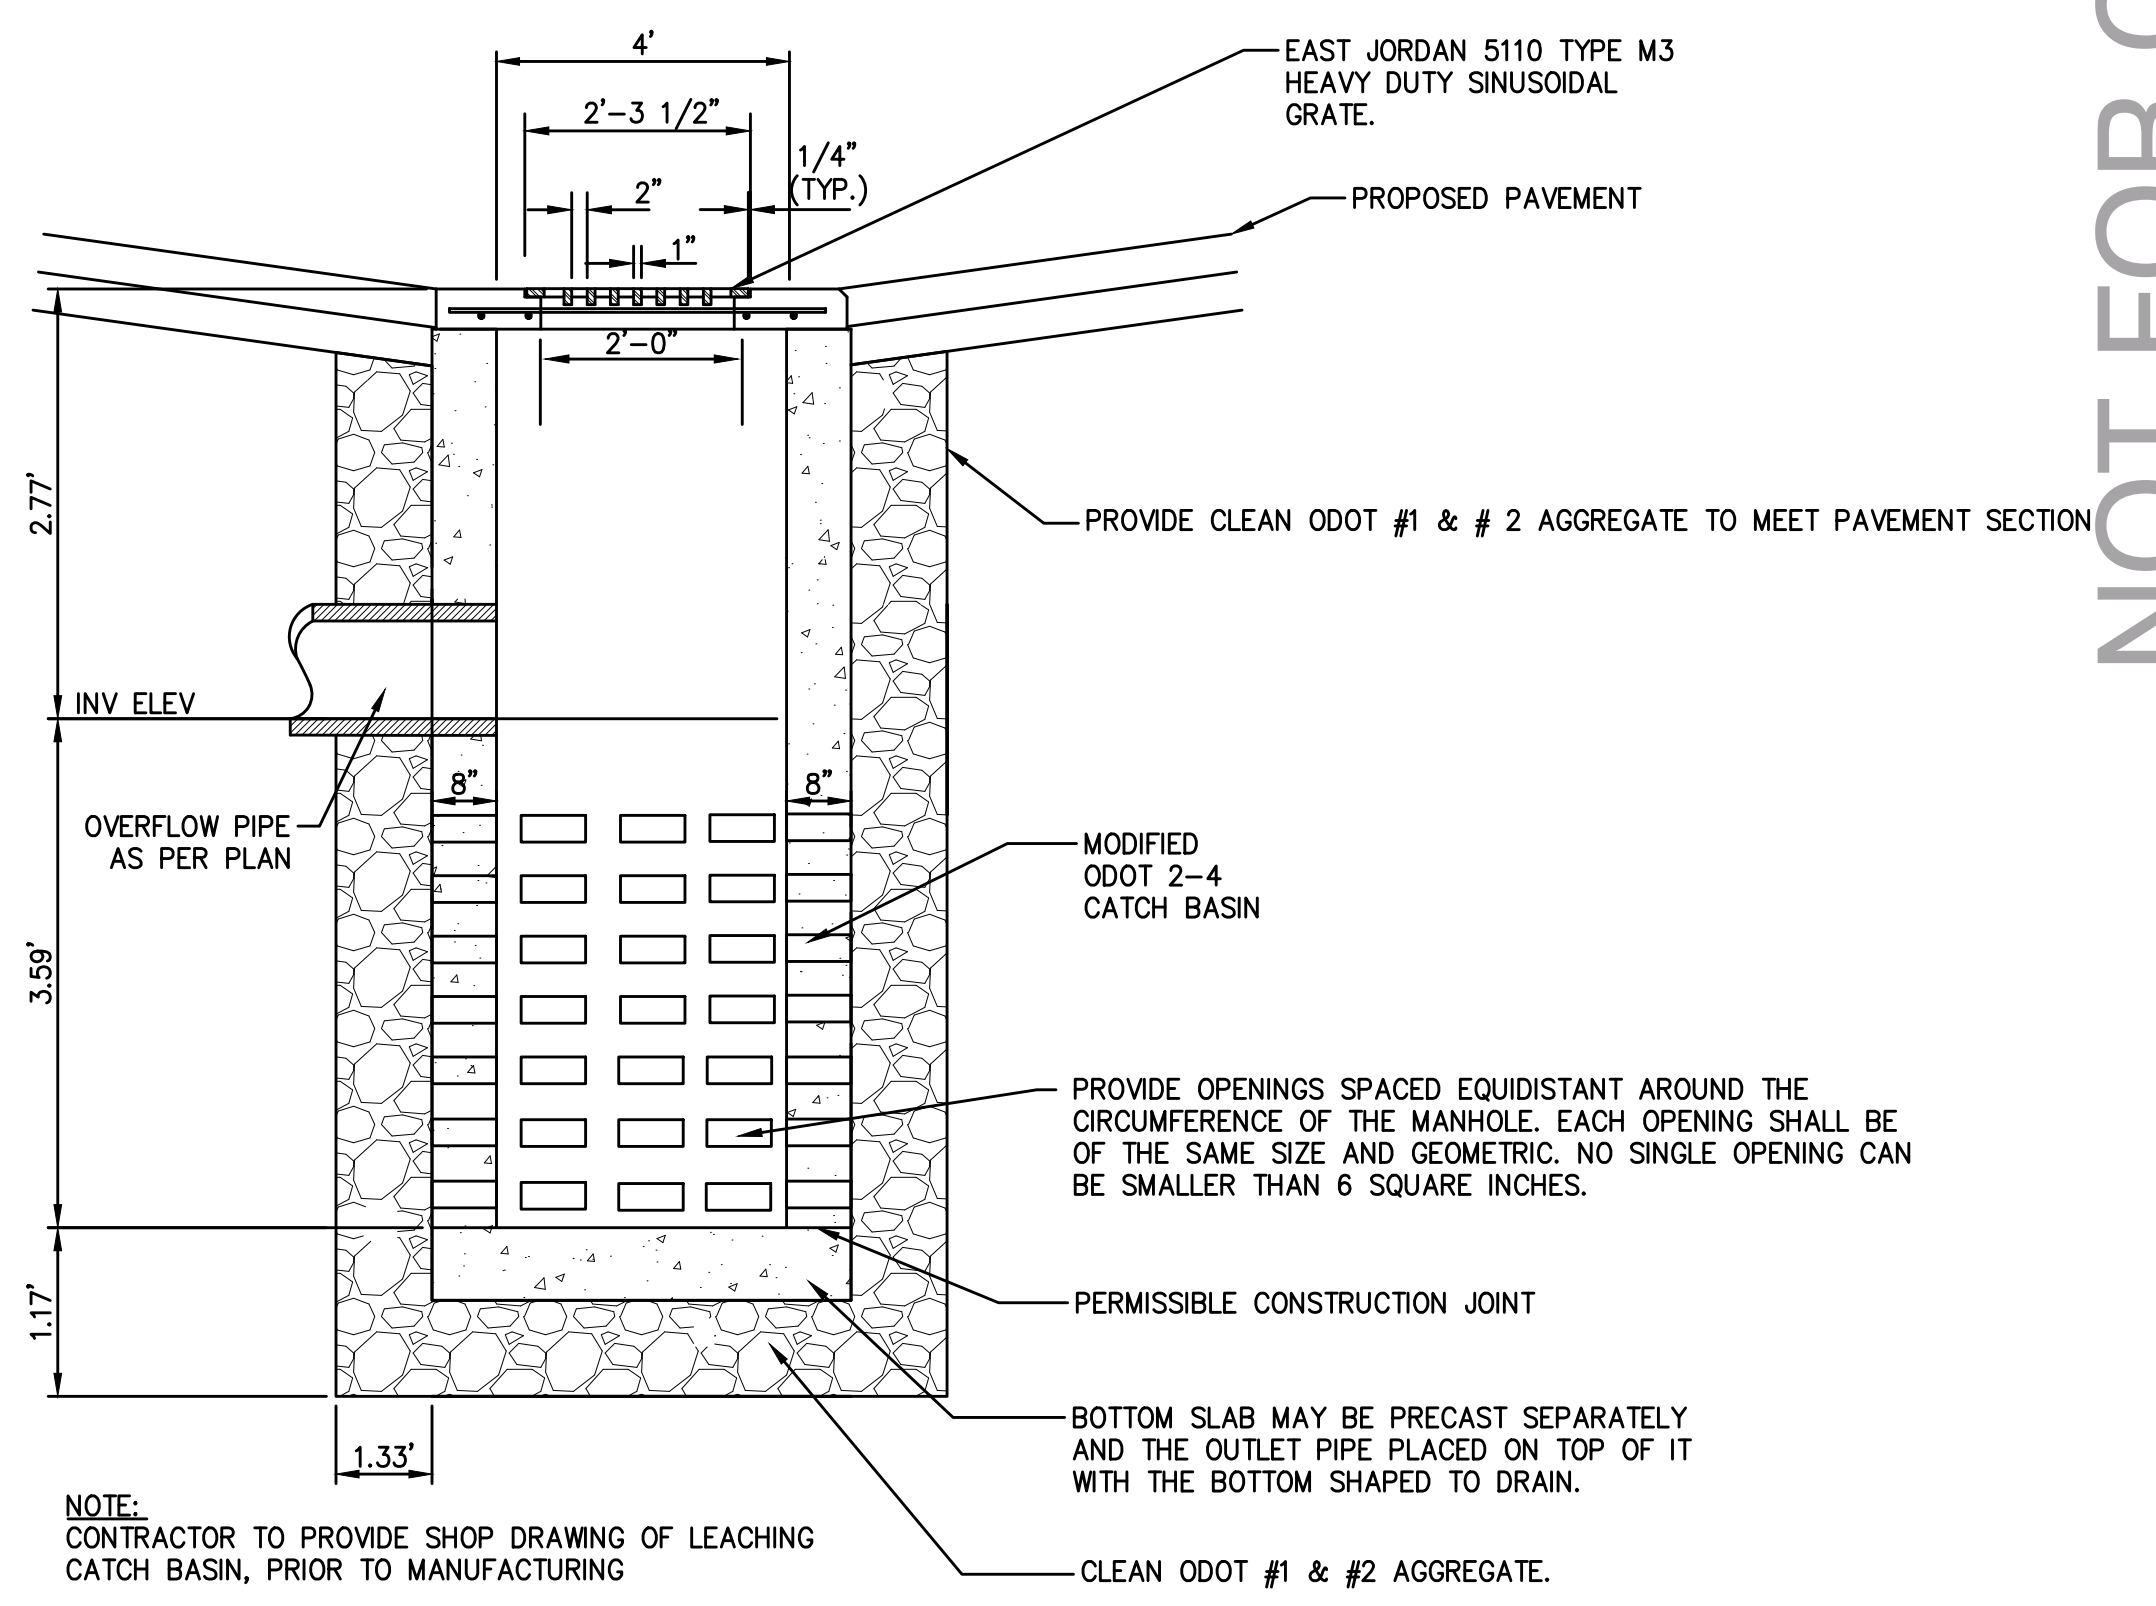 4'
2'-3 1/2"
1/4"
(TYP.)
2"
1"
EAST JORDAN 5110 TYPE M3
HEAVY DUTY SINUSOIDAL
GRATE.
PROPOSED PAVEMENT
2'-0"
2.77'
PROVIDE CLEAN ODOT #1 & # 2 AGGREGATE TO MEET PAVEMENT SECTION
NOT FOR
INV ELEV
8"
8"
OVERFLOW PIPE
AS PER PLAN
MODIFIED
ODOT 2-4
CATCH BASIN
3.59'
PROVIDE OPENINGS SPACED EQUIDISTANT AROUND THE
CIRCUMFERENCE OF THE MANHOLE. EACH OPENING SHALL BE
OF THE SAME SIZE AND GEOMETRIC. NO SINGLE OPENING CAN
BE SMALLER THAN 6 SQUARE INCHES.
1.17'
PERMISSIBLE CONSTRUCTION JOINT
BOTTOM SLAB MAY BE PRECAST SEPARATELY
AND THE OUTLET PIPE PLACED ON TOP OF IT
WITH THE BOTTOM SHAPED TO DRAIN.
1.33'
NOTE:
CONTRACTOR TO PROVIDE SHOP DRAWING OF LEACHING
CATCH BASIN, PRIOR TO MANUFACTURING
CLEAN ODOT #1 & #2 AGGREGATE.